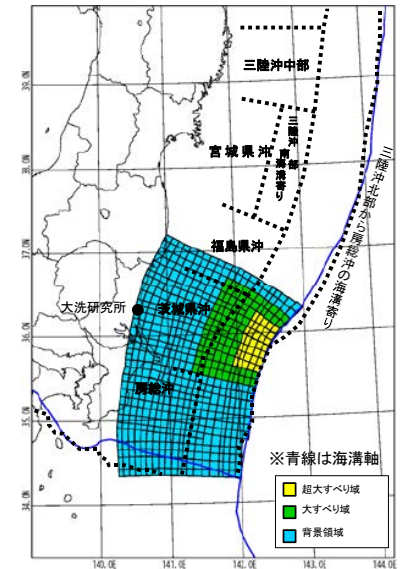 三陸沖中部
三陸沖
南部
海溝寄り
宮城県沖
福島県沖
三陸沖北部から房総沖の海溝寄り
大洗研究所
茨城県沖
房総沖
※青線は海溝軸
超大すべり域
大すべり域
背景領域
39.0N
38.0N
37.0N
36.0N
35.0N
34.0N
140.0E
141.0E
142.0E
143.0E
144.0E